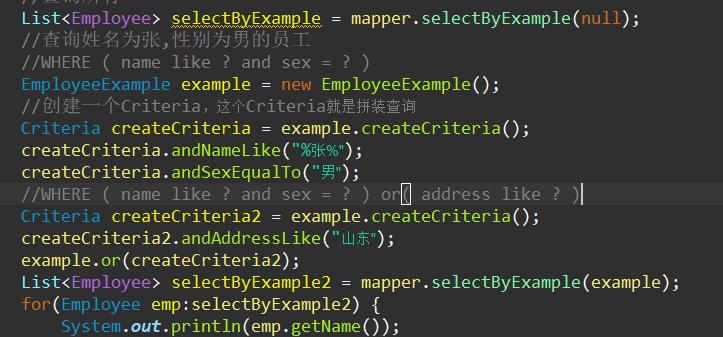 List<Employee> selectByExample = mapper.selectByExample(null);
//查询姓名为张,性别为男的员工
//WHERE ( name like ? and sex = ? )
EmployeeExample example = new EmployeeExample();
//创建一个Criteria，这个Criteria就是拼装查询
Criteria createCriteria = example.createCriteria();
createCriteria.andNameLike("%张%");
createCriteria.andSexEqualTo("男");
//WHERE ( name like ? and sex = ? ) or( address like ? )
Criteria createCriteria2 = example.createCriteria();
createCriteria2.andAddressLike("山东");
example.or(createCriteria2);
List<Employee> selectByExample2 = mapper.selectByExample(example);
for(Employee emp:selectByExample2) {
System.out.println(emp.getName());